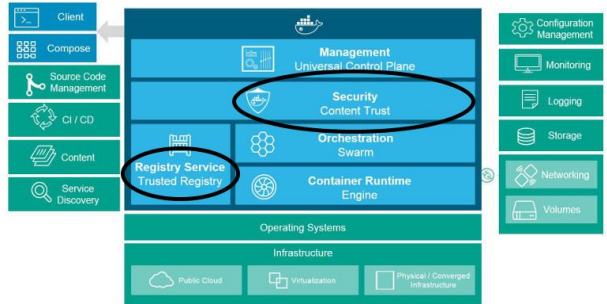 Client
Compose
Source Code
Management
CI / CD
Content
Service
Discovery
Management
Universal Control Plane
Security
Content Trust
Registry Service
Trusted Registry
Orchestration
Swarm
Container Runtime
Engine
Operating Systems
Infrastructure
Public Cloud
Virtualization
Physical / Converged
Infrastructure
Configuration
Management
Monitoring
Logging
Storage
Networking
Volumes